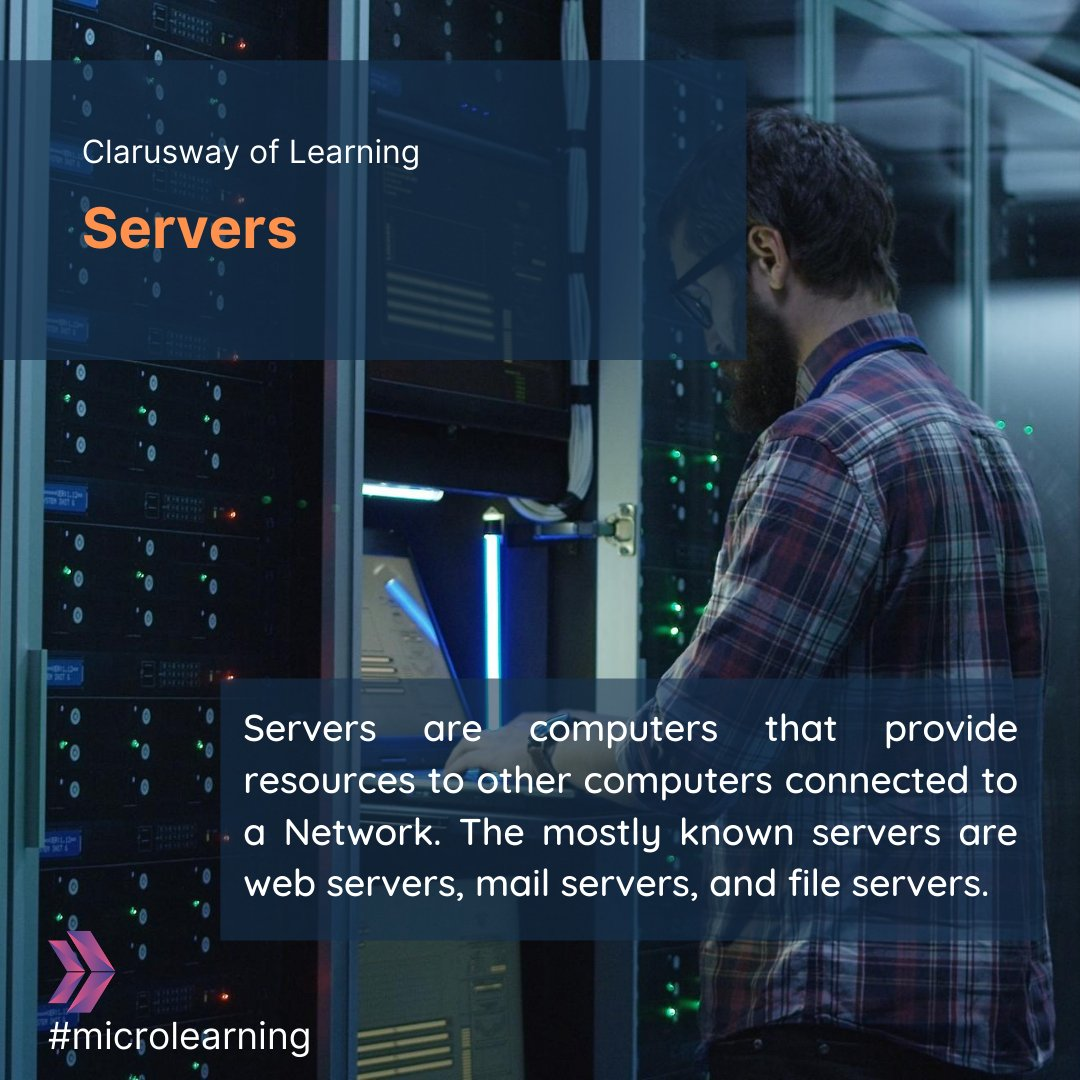 Clarusway of Learning
Servers
Servers are computers that provide
resources to other computers connected to
a Network. The mostly known servers are
web servers, mail servers, and file servers.
#microlearning